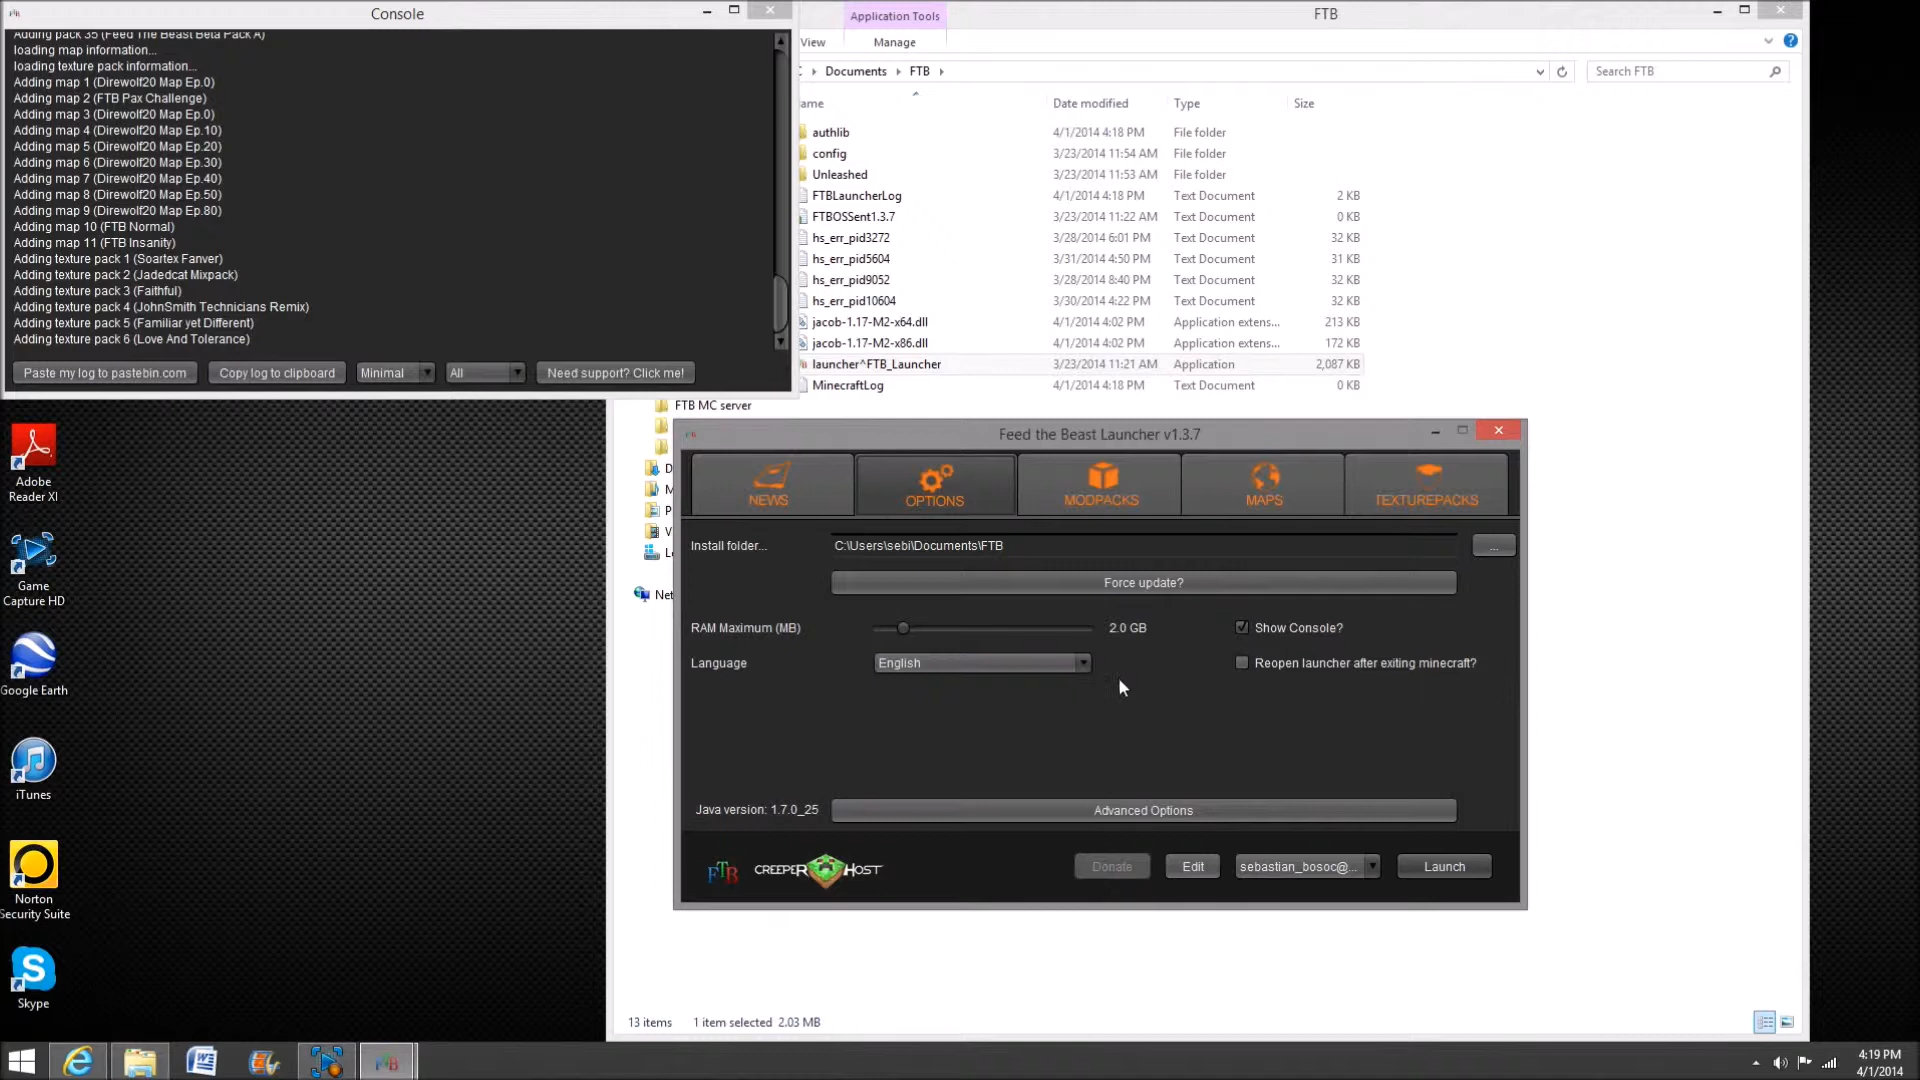 Console
Adding pack 35 (Feed The Beast Beta Pack A)
loading map information...
loading texture pack information...
Adding map 1 (Direwolf20 Map Ep.0)
Adding map 2 (FTB Pax Challenge)
Adding map 3 (Direwolf20 Map Ep.0)
Adding map 4 (Direwolf20 Map Ep.10)
Adding map 5 (Direwolf20 Map Ep.20)
Adding map 6 (Direwolf20 Map Ep.30)
Adding map 7 (Direwolf20 Map Ep.40)
Adding map 8 (Direwolf20 Map Ep.50)
Adding map 9 (Direwolf20 Map Ep.80)
Adding map 10 (FTB Normal)
Adding map 11 (FTB Insanity)
Adding texture pack 1 (Soartex Fanver)
Adding texture pack 2 (Jadedcat Mixpack)
Adding texture pack 3 (Faithful)
Adding texture pack 4 (JohnSmith Technicians Remix)
Adding texture pack 5 (Familiar yet Different)
Adding texture pack 6 (Love And Tolerance)
Paste my log to pastebin.com Copy log to clipboard Minimal All Need support? Click me!
Application Tools FTB
View Manage
Documents FTB Search FTB
ame Date modified Type Size
authlib 4/1/2014 4:18 PM File folder
config 3/23/2014 11:54 AM File folder
Unleashed 3/23/2014 11:53 AM File folder
FTBLauncherLog 4/1/2014 4:18 PM Text Document 2 KB
FTBOSSent1.3.7 3/23/2014 11:22 AM Text Document 0 KB
hs_err_pid3272 3/28/2014 6:01 PM Text Document 32 KB
hs_err_pid5604 3/31/2014 4:50 PM Text Document 31 KB
hs_err_pid9052 3/28/2014 8:40 PM Text Document 32 KB
hs_err_pid10604 3/30/2014 4:22 PM Text Document 32 KB
jacob-1.17-M2-x64.dll 4/1/2014 4:02 PM Application extens... 213 KB
jacob-1.17-M2-x86.dll 4/1/2014 4:02 PM Application extens... 172 KB
launcher^FTB_Launcher 3/23/2014 11:21 AM Application 2,087 KB
MinecraftLog 4/1/2014 4:18 PM Text Document 0 KB
FTB MC server
D
M
P
V
Lo
Net
Feed the Beast Launcher v1.3.7
NEWS OPTIONS MODPACKS MAPS TEXTUREPACKS
Install folder... C:\Users\sebi\Documents\FTB ...
Force update?
RAM Maximum (MB) 2.0 GB Show Console?
Language English Reopen launcher after exiting minecraft?
Java version: 1.7.0_25 Advanced Options
FTB CREEPER HOST Donate Edit sebastian_bosoc@... Launch
13 items 1 item selected 2.03 MB
Adobe
Reader XI
Game
Capture HD
Google Earth
iTunes
Norton
Security Suite
Skype
4:19 PM
4/1/2014